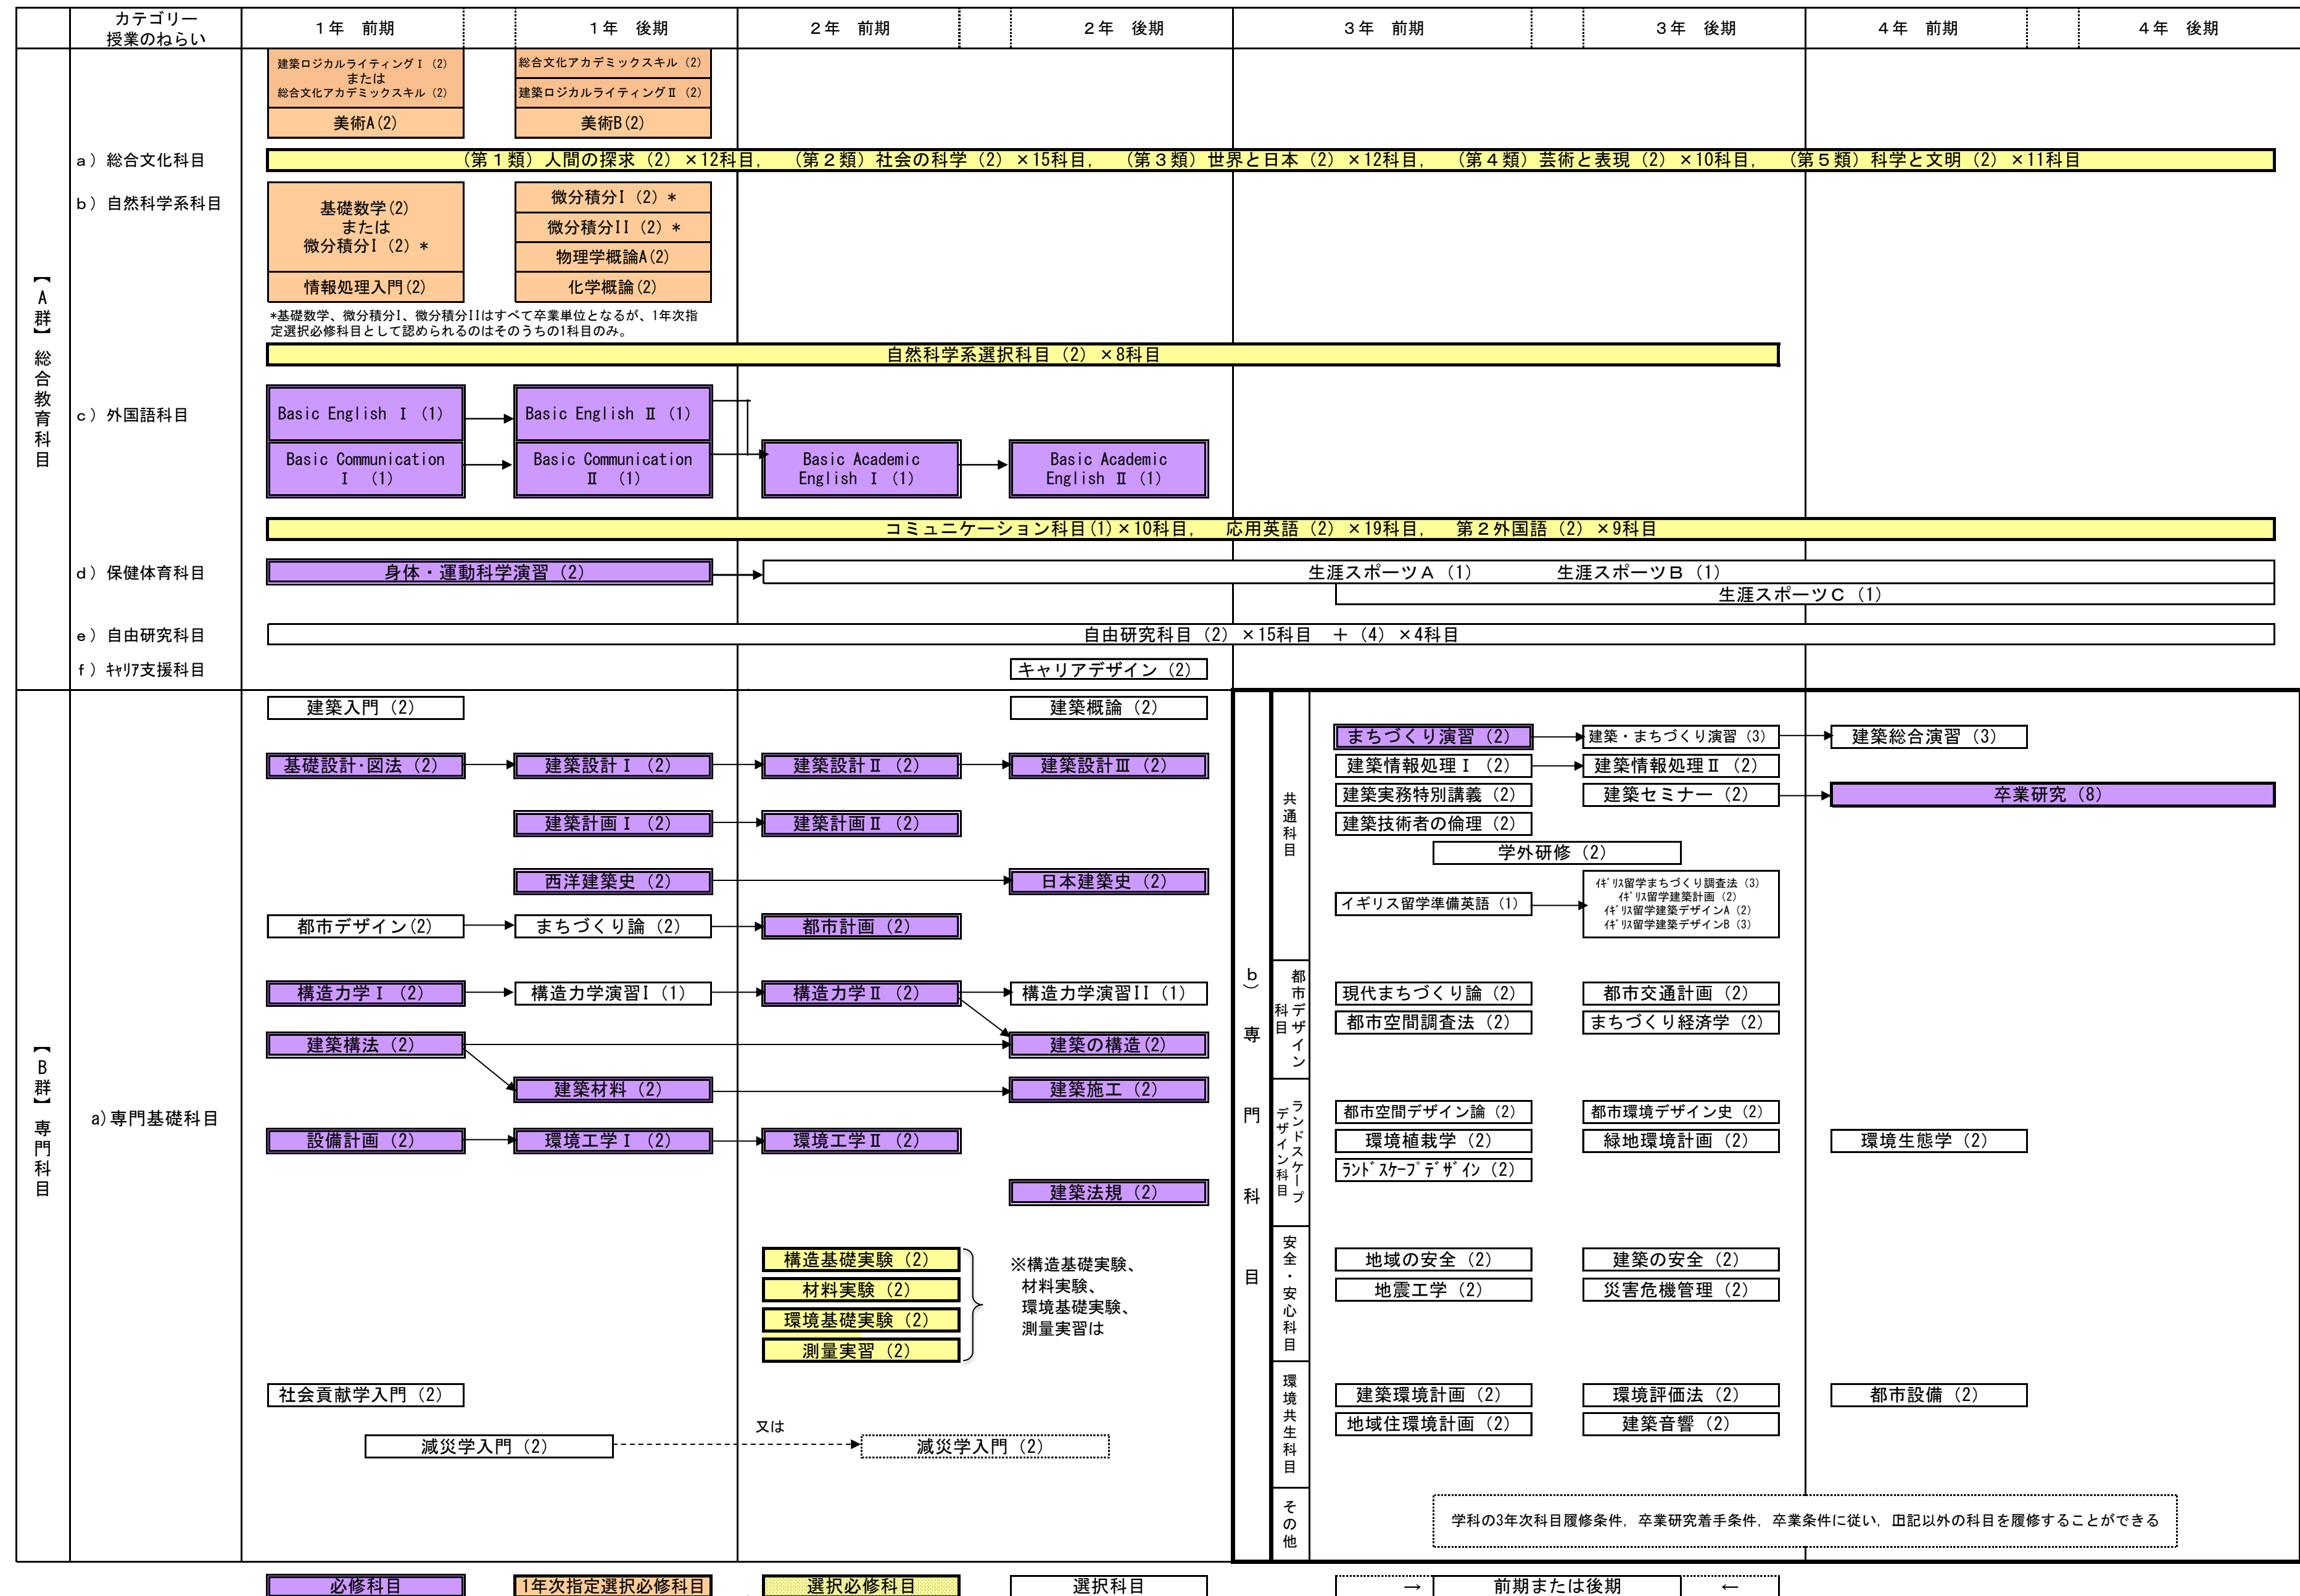 カテゴリー
授業のねらい
1年　前期
1年　後期
2年　前期
2年　後期
3年　前期
3年　後期
4年　前期
4年　後期
【A群】総合教育科目
建築ロジカルライティングⅠ（2）
または
総合文化アカデミックスキル（2）
美術A(2)
総合文化アカデミックスキル（2）
建築ロジカルライティングⅡ（2）
美術B(2)
a）総合文化科目
（第1類）人間の探求（2）×12科目,　（第2類）社会の科学（2）×15科目,　（第3類）世界と日本（2）×12科目,　（第4類）芸術と表現（2）×10科目,　（第5類）科学と文明（2）×11科目
b）自然科学系科目
基礎数学(2)
または
微分積分I（2）*
情報処理入門(2)
微分積分I（2）*
微分積分II（2）*
物理学概論A(2)
化学概論(2)
*基礎数学、微分積分I、微分積分IIはすべて卒業単位となるが、1年次指
定選択必修科目として認められるのはそのうちの1科目のみ。
自然科学系選択科目（2）×8科目
c）外国語科目
Basic English Ⅰ（1）
Basic English Ⅱ（1）
Basic Communication
Ⅰ （1）
Basic Communication
Ⅱ （1）
Basic Academic
English Ⅰ（1）
Basic Academic
English Ⅱ（1）
コミュニケーション科目(1)×10科目,　応用英語（2）×19科目,　第2外国語（2）×9科目
d）保健体育科目
身体・運動科学演習（2）
生涯スポーツA（1）
生涯スポーツB（1）
生涯スポーツC（1）
e）自由研究科目
自由研究科目（2）×15科目　＋（4）×4科目
f）ｷｬﾘｱ支援科目
キャリアデザイン（2）
【B群】専門科目
a)専門基礎科目
建築入門（2）
建築概論（2）
基礎設計・図法（2）
建築設計Ⅰ（2）
建築設計Ⅱ（2）
建築設計Ⅲ（2）
建築計画Ⅰ（2）
建築計画Ⅱ（2）
西洋建築史（2）
日本建築史（2）
都市デザイン(2)
まちづくり論（2）
都市計画（2）
構造力学Ⅰ（2）
構造力学演習I（1）
構造力学Ⅱ（2）
構造力学演習II（1）
建築構法（2）
建築の構造(2)
建築材料（2）
建築施工（2）
設備計画（2）
環境工学Ⅰ（2）
環境工学Ⅱ（2）
建築法規（2）
構造基礎実験（2）
材料実験（2）
環境基礎実験（2）
測量実習（2）
※構造基礎実験、
材料実験、
環境基礎実験、
測量実習は
社会貢献学入門（2）
減災学入門（2）
又は
減災学入門（2）
b）専門科目
共通科目
まちづくり演習（2）
建築・まちづくり演習（3）
建築総合演習（3）
建築情報処理Ⅰ（2）
建築情報処理Ⅱ（2）
建築実務特別講義（2）
建築セミナー（2）
卒業研究（8）
建築技術者の倫理（2）
学外研修（2）
イギリス留学準備英語（1）
ｲｷﾞﾘｽ留学まちづくり調査法（3）
ｲｷﾞﾘｽ留学建築計画（2）
ｲｷﾞﾘｽ留学建築デザインA（2）
ｲｷﾞﾘｽ留学建築デザインB（3）
都市デザイン
科目
現代まちづくり論（2）
都市交通計画（2）
都市空間調査法（2）
まちづくり経済学（2）
ランドスケープ
デザイン科目
都市空間デザイン論（2）
都市環境デザイン史（2）
環境植栽学（2）
緑地環境計画（2）
環境生態学（2）
ﾗﾝﾄﾞｽｹｰﾌﾟﾃﾞｻﾞｲﾝ（2）
安全・安心科目
地域の安全（2）
建築の安全（2）
地震工学（2）
災害危機管理（2）
環境共生科目
建築環境計画（2）
環境評価法（2）
都市設備（2）
地域住環境計画（2）
建築音響（2）
その他
学科の3年次科目履修条件，卒業研究着手条件，卒業条件に従い，記以外の科目を履修することができる
必修科目
1年次指定選択必修科目
選択必修科目
選択科目
→
前期または後期
←